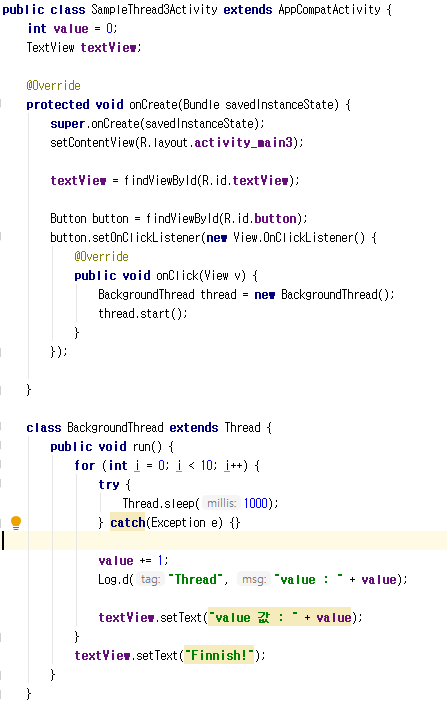 public class SampleThread3Activity extends AppCompatActivity {
    int value = 0;
    TextView textView;

    @Override
    protected void onCreate(Bundle savedInstanceState) {
        super.onCreate(savedInstanceState);
        setContentView(R.layout.activity_main3);

        textView = findViewById(R.id.textView);

        Button button = findViewById(R.id.button);
        button.setOnClickListener(new View.OnClickListener() {
            @Override
            public void onClick(View v) {
                BackgroundThread thread = new BackgroundThread();
                thread.start();
            }
        });

    }

    class BackgroundThread extends Thread {
        public void run() {
            for (int i = 0; i < 10; i++) {
                try {
                    Thread.sleep( millis: 1000);
                } catch(Exception e) {}

                value += 1;
                Log.d( tag: "Thread", msg: "value : " + value);

                textView.setText("value 값 : " + value);
            }
            textView.setText("Finnish!");
        }
    }